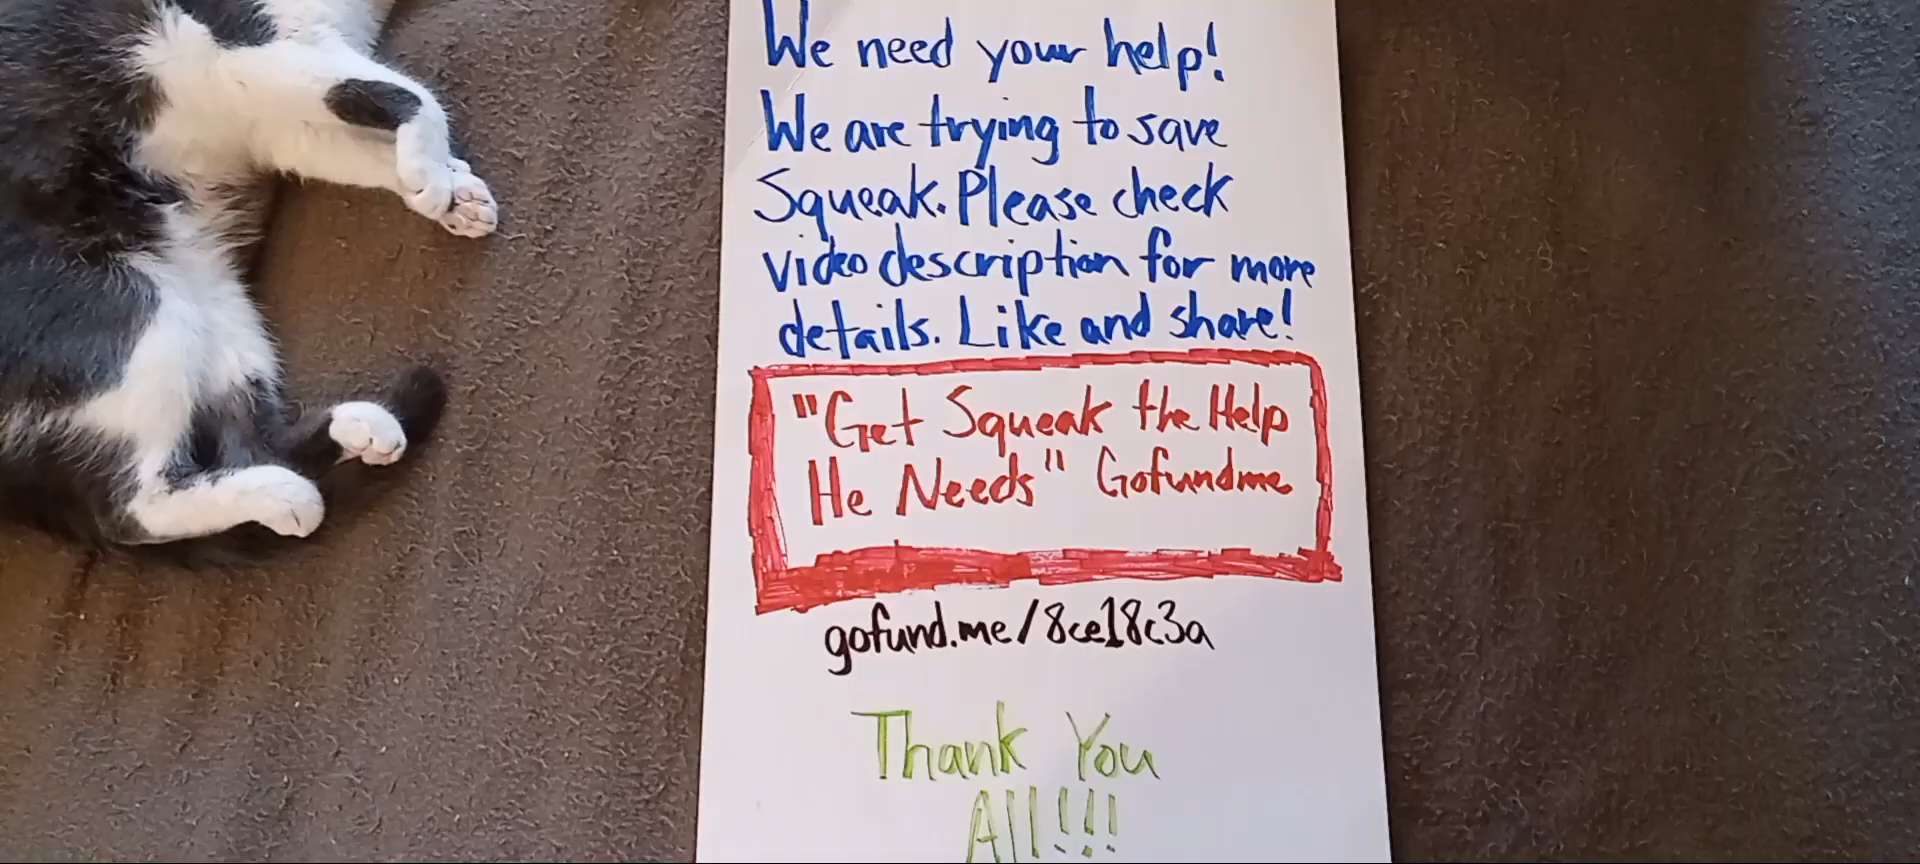 We need your help!
We are trying to save
Squeak. Please check
video description for more
details. Like and share!
"Get Squeak the Help
He Needs" Gofundme
gofund.me/8ce18c3a
Thank You
All!!!